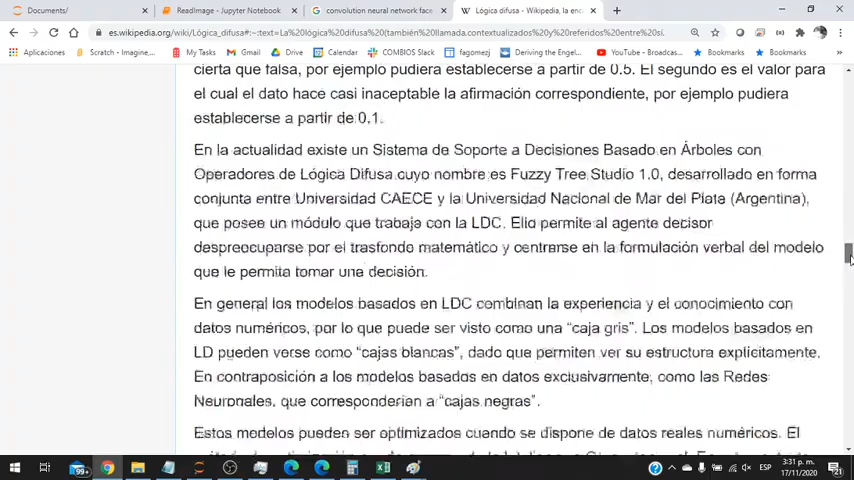 Documents/
ReadImage - Jupyter Notebook
convolution neural network face
Lógica difusa - Wikipedia, la enc
es.wikipedia.org/wiki/Lógica_difusa#:~:text=La%20lógica%20difusa%20(también%20llamada,contextualizados%20y%20referidos%20entre%20sí...
Aplicaciones
Scratch — Imagine,...
My Tasks
Gmail
Drive
Calendar
COMBIOS Slack
fagomezj
Deriving the Engel...
YouTube - Broadcas...
Bookmarks
Bookmarks
cierta que falsa, por ejemplo pudiera establecerse a partir de 0.5. El segundo es el valor para
el cual el dato hace casi inaceptable la afirmación correspondiente, por ejemplo pudiera
establecerse a partir de 0.1.
En la actualidad existe un Sistema de Soporte a Decisiones Basado en Árboles con
Operadores de Lógica Difusa cuyo nombre es Fuzzy Tree Studio 1.0, desarrollado en forma
conjunta entre Universidad CAECE y la Universidad Nacional de Mar del Plata (Argentina),
que posee un módulo que trabaja con la LDC. Ello permite al agente decisor
despreocuparse por el trasfondo matemático y centrarse en la formulación verbal del modelo
que le permita tomar una decisión.
En general los modelos basados en LDC combinan la experiencia y el conocimiento con
datos numéricos, por lo que puede ser visto como una “caja gris”. Los modelos basados en
LD pueden verse como “cajas blancas”, dado que permiten ver su estructura explícitamente.
En contraposición a los modelos basados en datos exclusivamente, como las Redes
Neuronales, que corresponderían a “cajas negras”.
Estos modelos pueden ser optimizados cuando se dispone de datos reales numéricos. El
99+
ESP
3:31 p. m.
17/11/2020
21